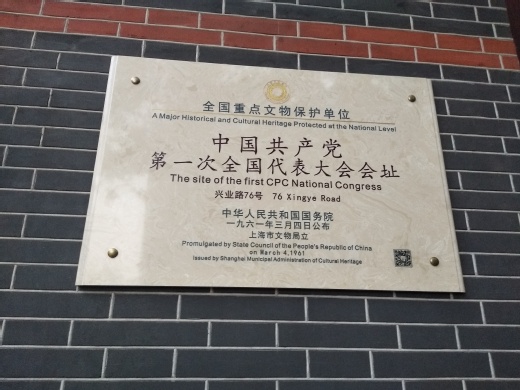 全国重点文物保护单位
A Major Historical and Cultural Heritage Protected at the National Level
中国共产党
第一次全国代表大会会址
The site of the first CPC National Congress
兴业路76号 76 Xingye Road
中华人民共和国国务院
一九六一年三月四日公布
上海市文物局立
Promulgated by State Council of the People's Republic of China
on March 4,1961
Issued by Shanghai Municipal Administration of Cultural Heritage